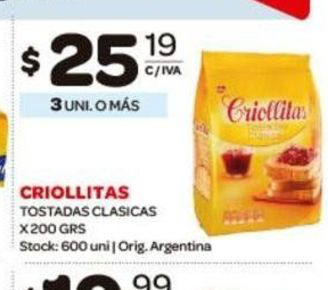 $ 25 19
C/IVA
3 UNI. O MÁS
Criollitas
CRIOLLITAS
TOSTADAS CLASICAS
X 200 GRS
Stock: 600 uni | Orig. Argentina
99